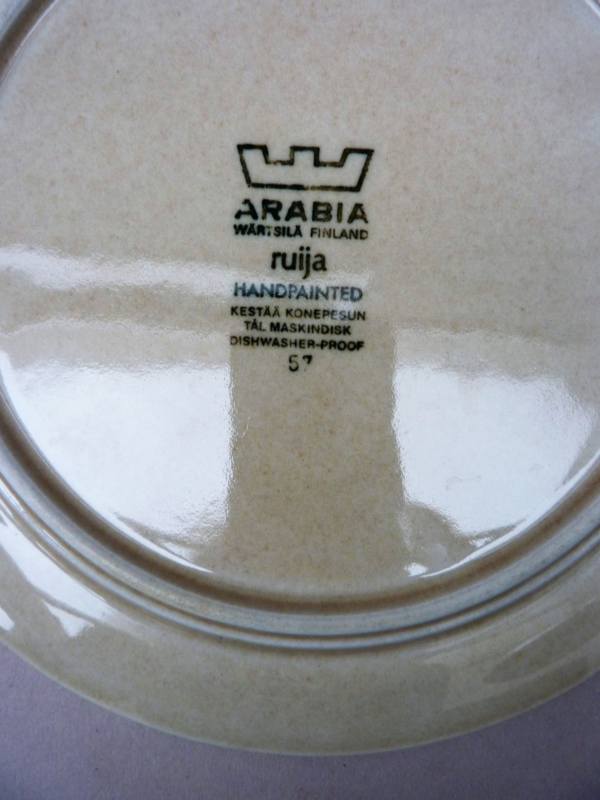 ARABIA
WÄRTSILÄ FINLAND
ruija
HANDPAINTED
KESTÄÄ KONEPESUN
TÅL MASKINDISK
DISHWASHER-PROOF
57